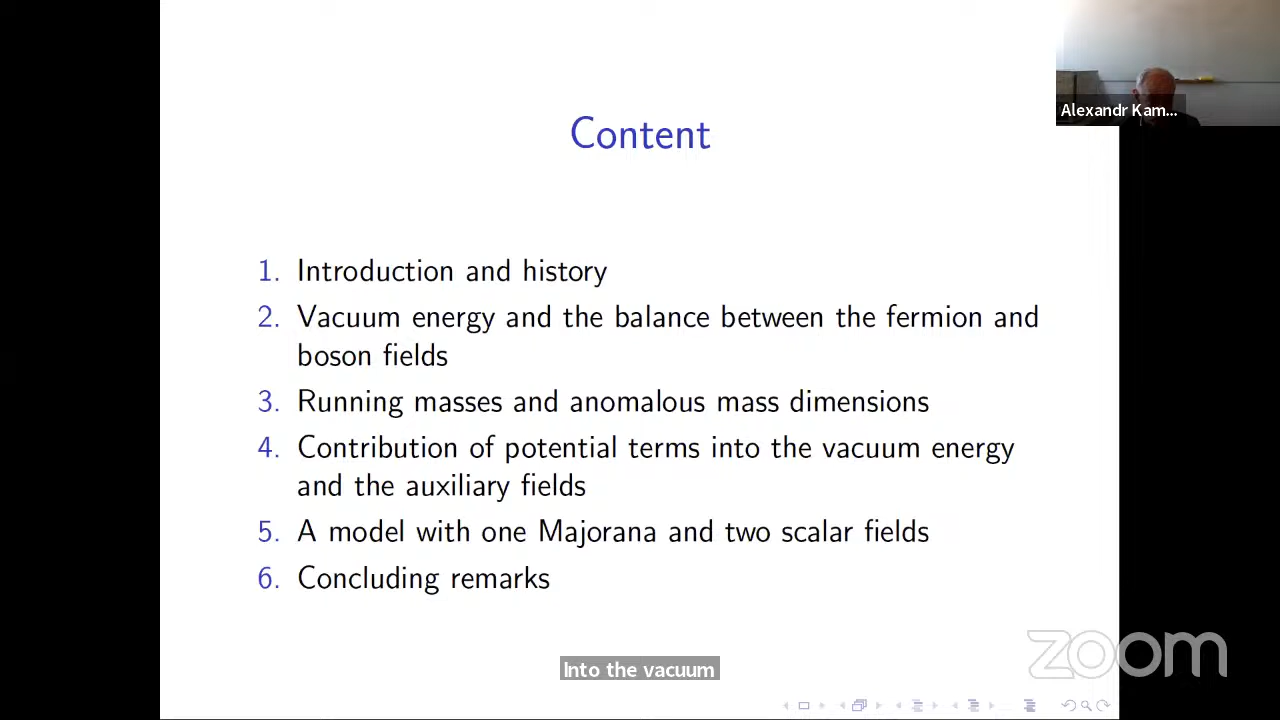 Content
Alexandr Kam...
1. Introduction and history
2. Vacuum energy and the balance between the fermion and
boson fields
3. Running masses and anomalous mass dimensions
4. Contribution of potential terms into the vacuum energy
and the auxiliary fields
5. A model with one Majorana and two scalar fields
6. Concluding remarks
zoom
Into the vacuum